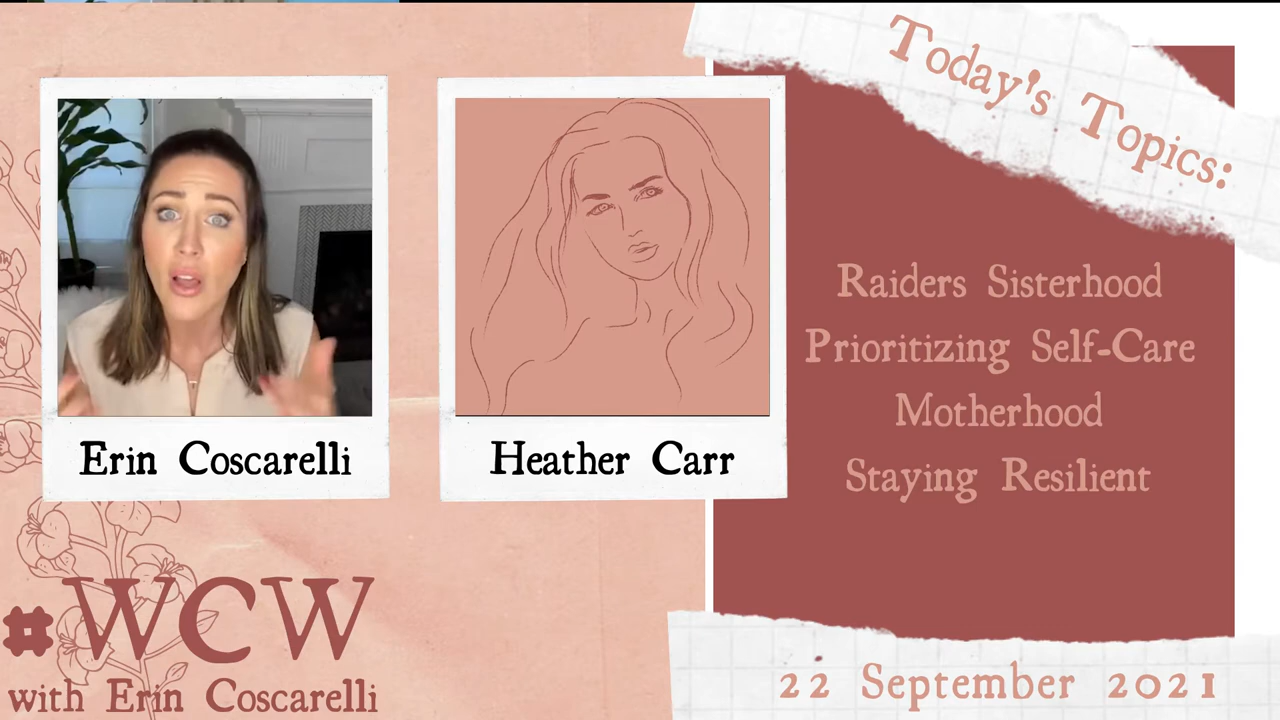 Today's Topics:
Raiders Sisterhood
Prioritizing Self-Care
Motherhood
Staying Resilient
Erin Coscarelli
Heather Carr
#WCW
with Erin Coscarelli
22 September 2021